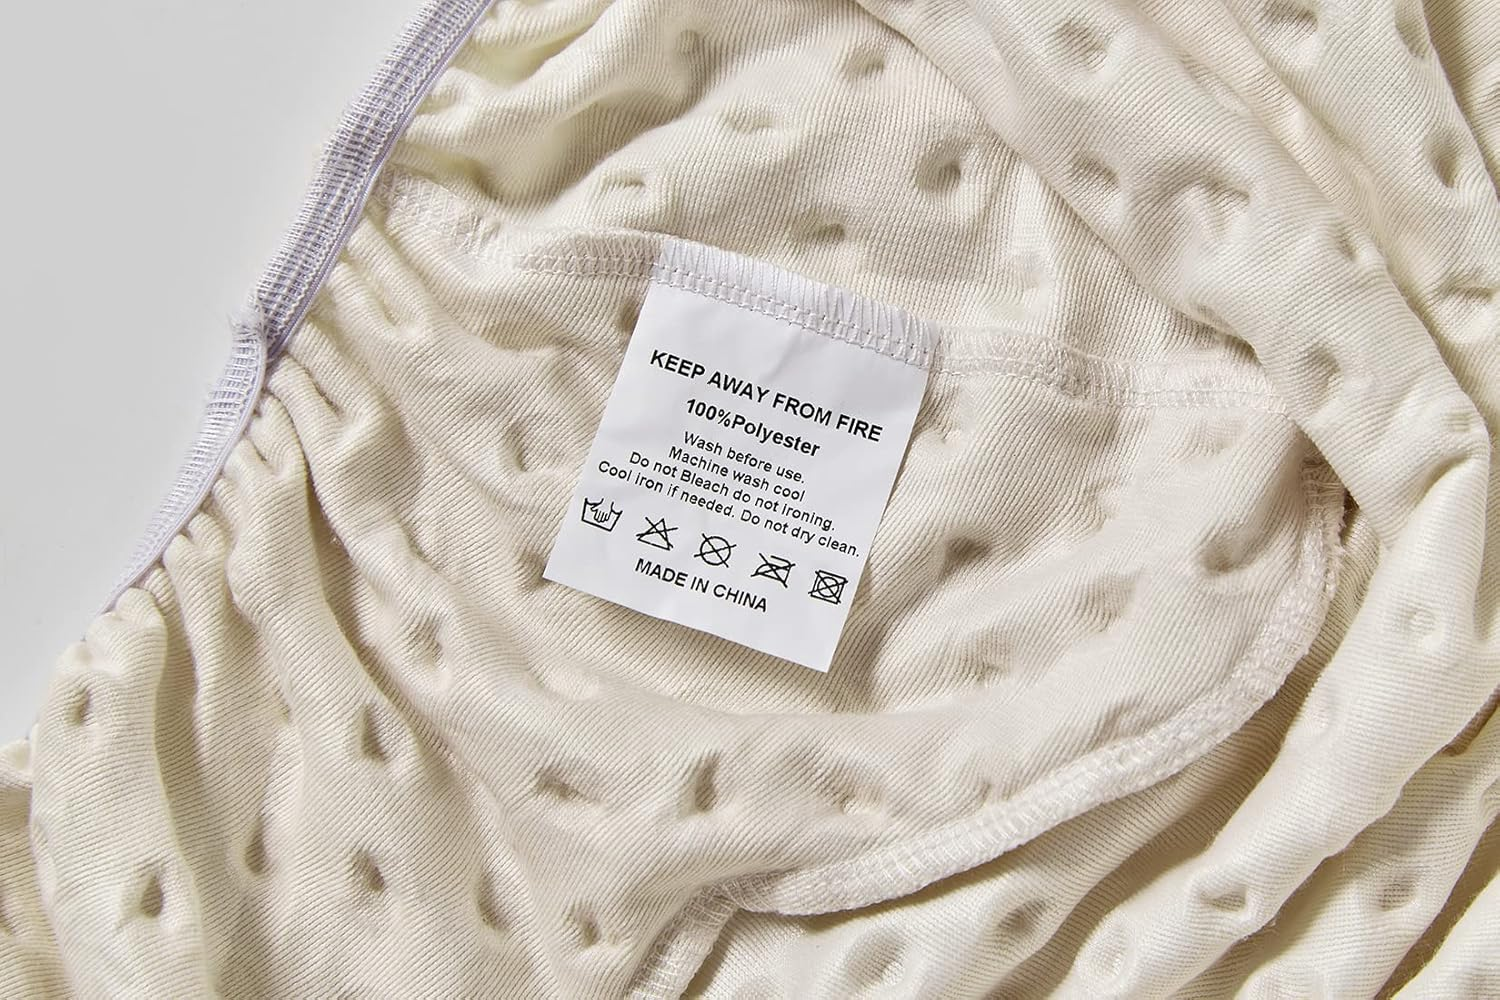 KEEP AWAY FROM FIRE
100%Polyester
Wash before use.
Machine wash cool
Do not Bleach do not ironing.
Cool iron if needed. Do not dry clean.
MADE IN CHINA